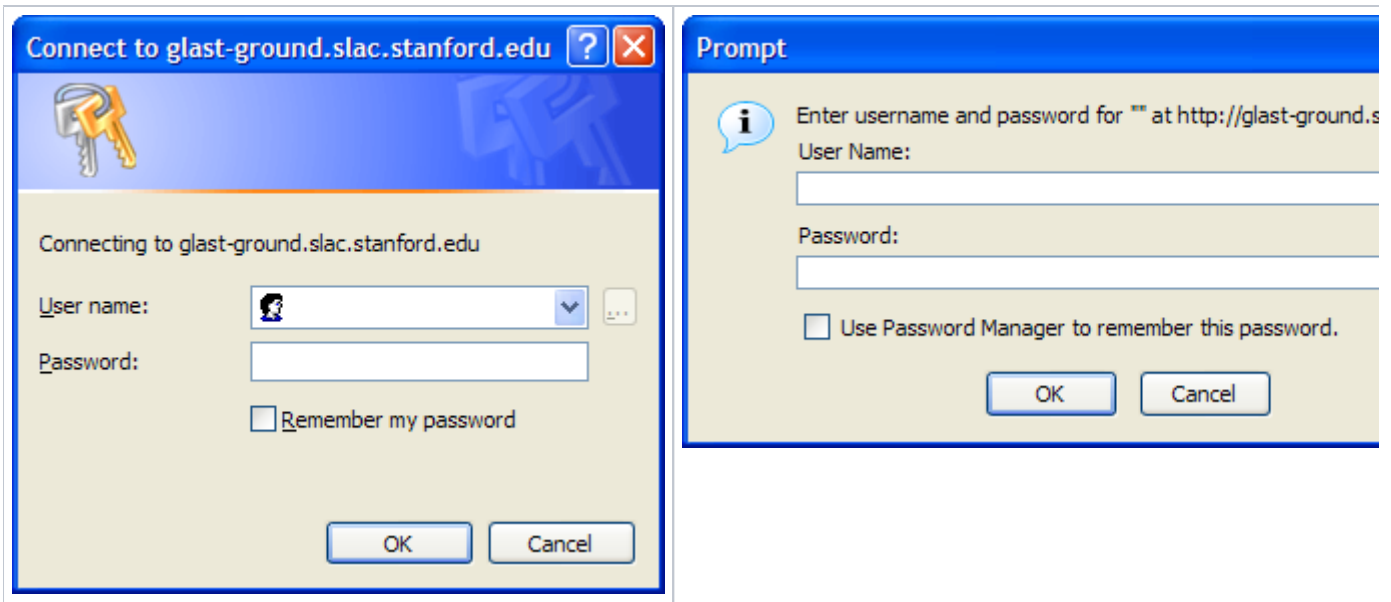 Connect to glast-ground.slac.stanford.edu
Connecting to glast-ground.slac.stanford.edu
User name:
...
Password:
Remember my password
OK Cancel
Prompt
Enter username and password for "" at http://glast-ground.s
User Name:
Password:
Use Password Manager to remember this password.
OK Cancel